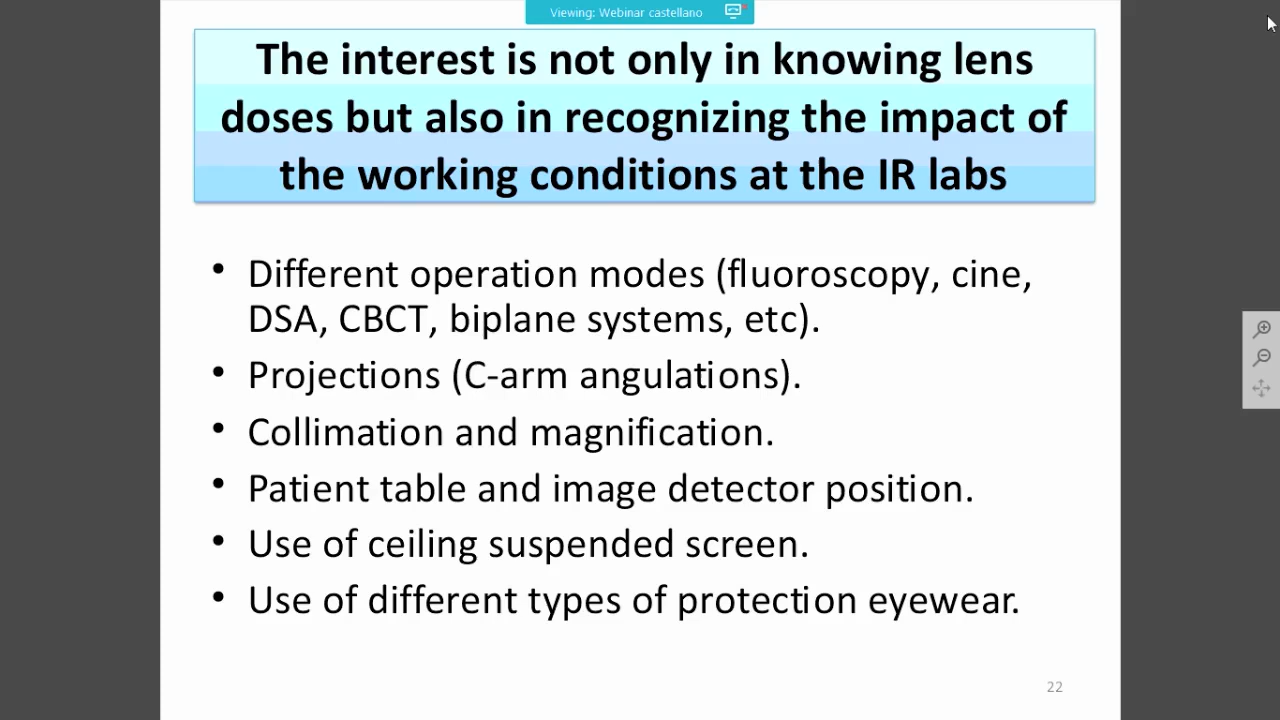 Viewing: Webinar castellano
The interest is not only in knowing lens
doses but also in recognizing the impact of
the working conditions at the IR labs
• Different operation modes (fluoroscopy, cine,
DSA, CBCT, biplane systems, etc).
• Projections (C-arm angulations).
• Collimation and magnification.
• Patient table and image detector position.
• Use of ceiling suspended screen.
• Use of different types of protection eyewear.
22